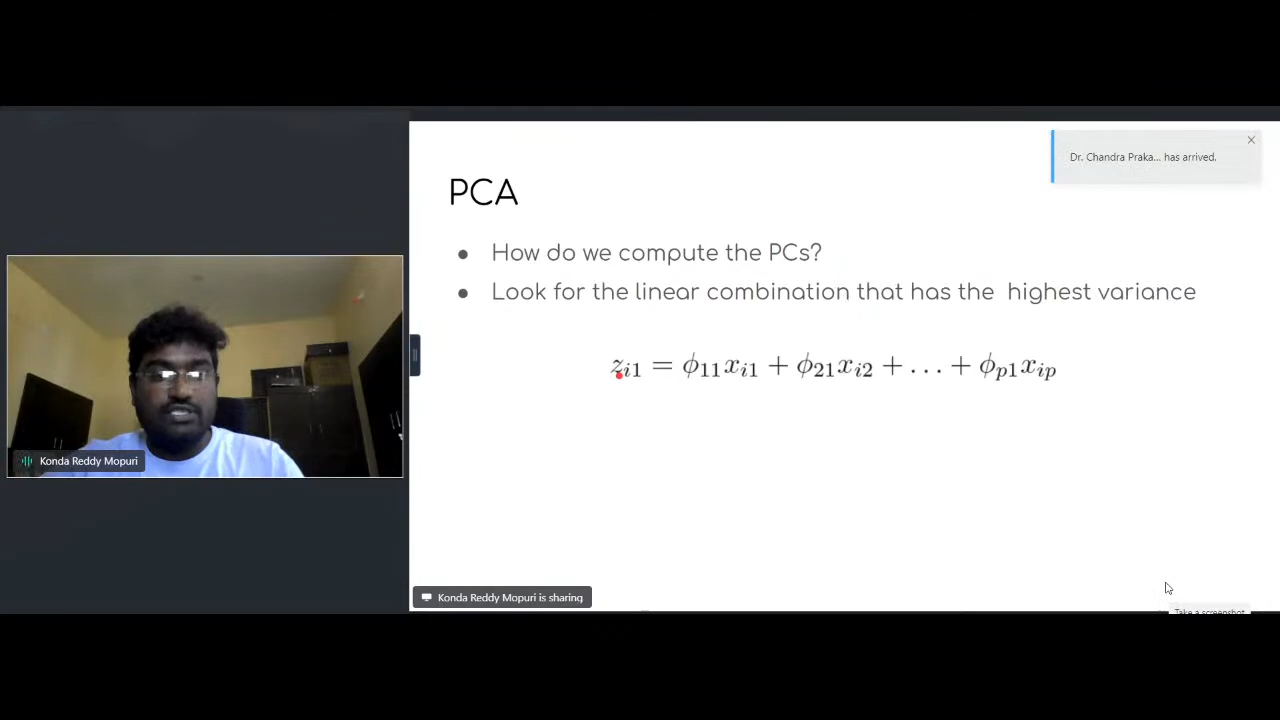 Dr. Chandra Praka... has arrived.
PCA
● How do we compute the PCs?
● Look for the linear combination that has the highest variance
z_{i1} = ϕ_{11}x_{i1} + ϕ_{21}x_{i2} + . . . + ϕ_{p1}x_{ip}
Konda Reddy Mopuri
Konda Reddy Mopuri is sharing
Take a screenshot